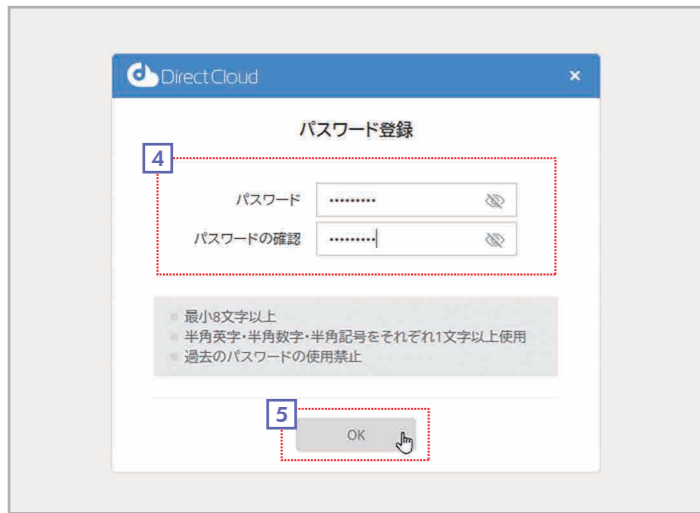 DirectCloud ×
パスワード登録
4
パスワード •••••••••
パスワードの確認 •••••••••
最小8文字以上
半角英字・半角数字・半角記号をそれぞれ1文字以上使用
過去のパスワードの使用禁止
5
OK